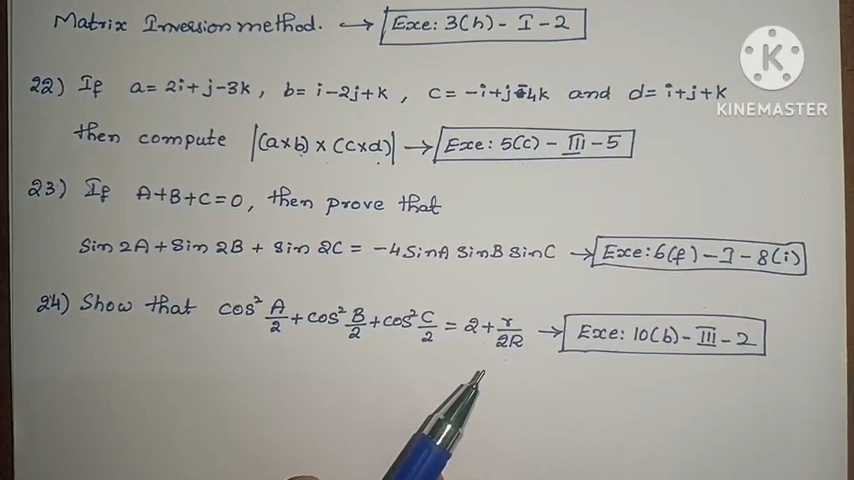 Matrix Inversion method. → Exe: 3(h) - I - 2
K
KINEMASTER
22) If a = 2i+j-3k, b = i-2j+k, c = -i+j-4k and d = i+j+k
then compute |(a×b) × (c×d)| → Exe: 5(c) - III - 5
23) If A+B+C=0, then prove that
Sin 2A + Sin 2B + Sin 2C = -4 SinA SinB SinC → Exe: 6(f) - I - 8(i)
24) Show that cos² A/2 + cos² B/2 + cos² C/2 = 2 + r/2R → Exe: 10(b) - III - 2